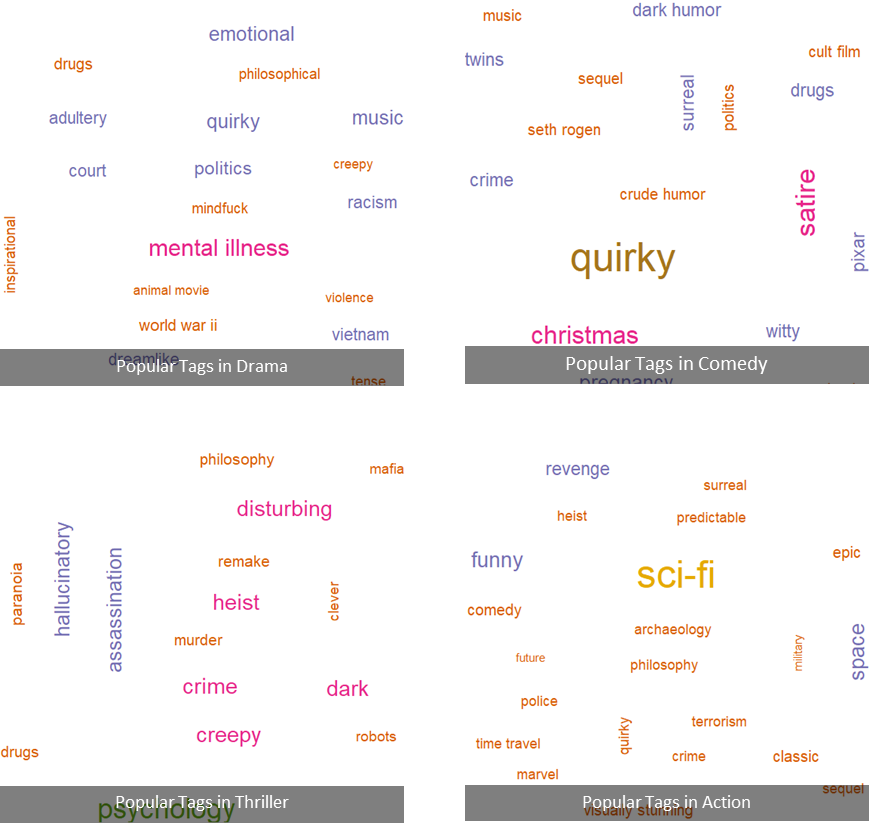 emotional
drugs
philosophical
adultery
quirky
music
court
politics
creepy
mindfuck
racism
inspirational
mental illness
animal movie
violence
world war ii
vietnam
dreamlike
Popular Tags in Drama
tense
music
dark humor
twins
cult film
sequel
surreal
politics
drugs
seth rogen
crime
crude humor
satire
quirky
pixar
christmas
witty
Popular Tags in Comedy
pregnancy
philosophy
mafia
disturbing
hallucinatory
assassination
paranoia
remake
heist
clever
murder
crime
dark
creepy
robots
drugs
Popular Tags in Thriller
psychology
revenge
surreal
heist
predictable
funny
sci-fi
epic
comedy
archaeology
future
philosophy
military
space
police
quirky
terrorism
time travel
crime
classic
marvel
sequel
Popular Tags in Action
visually stunning